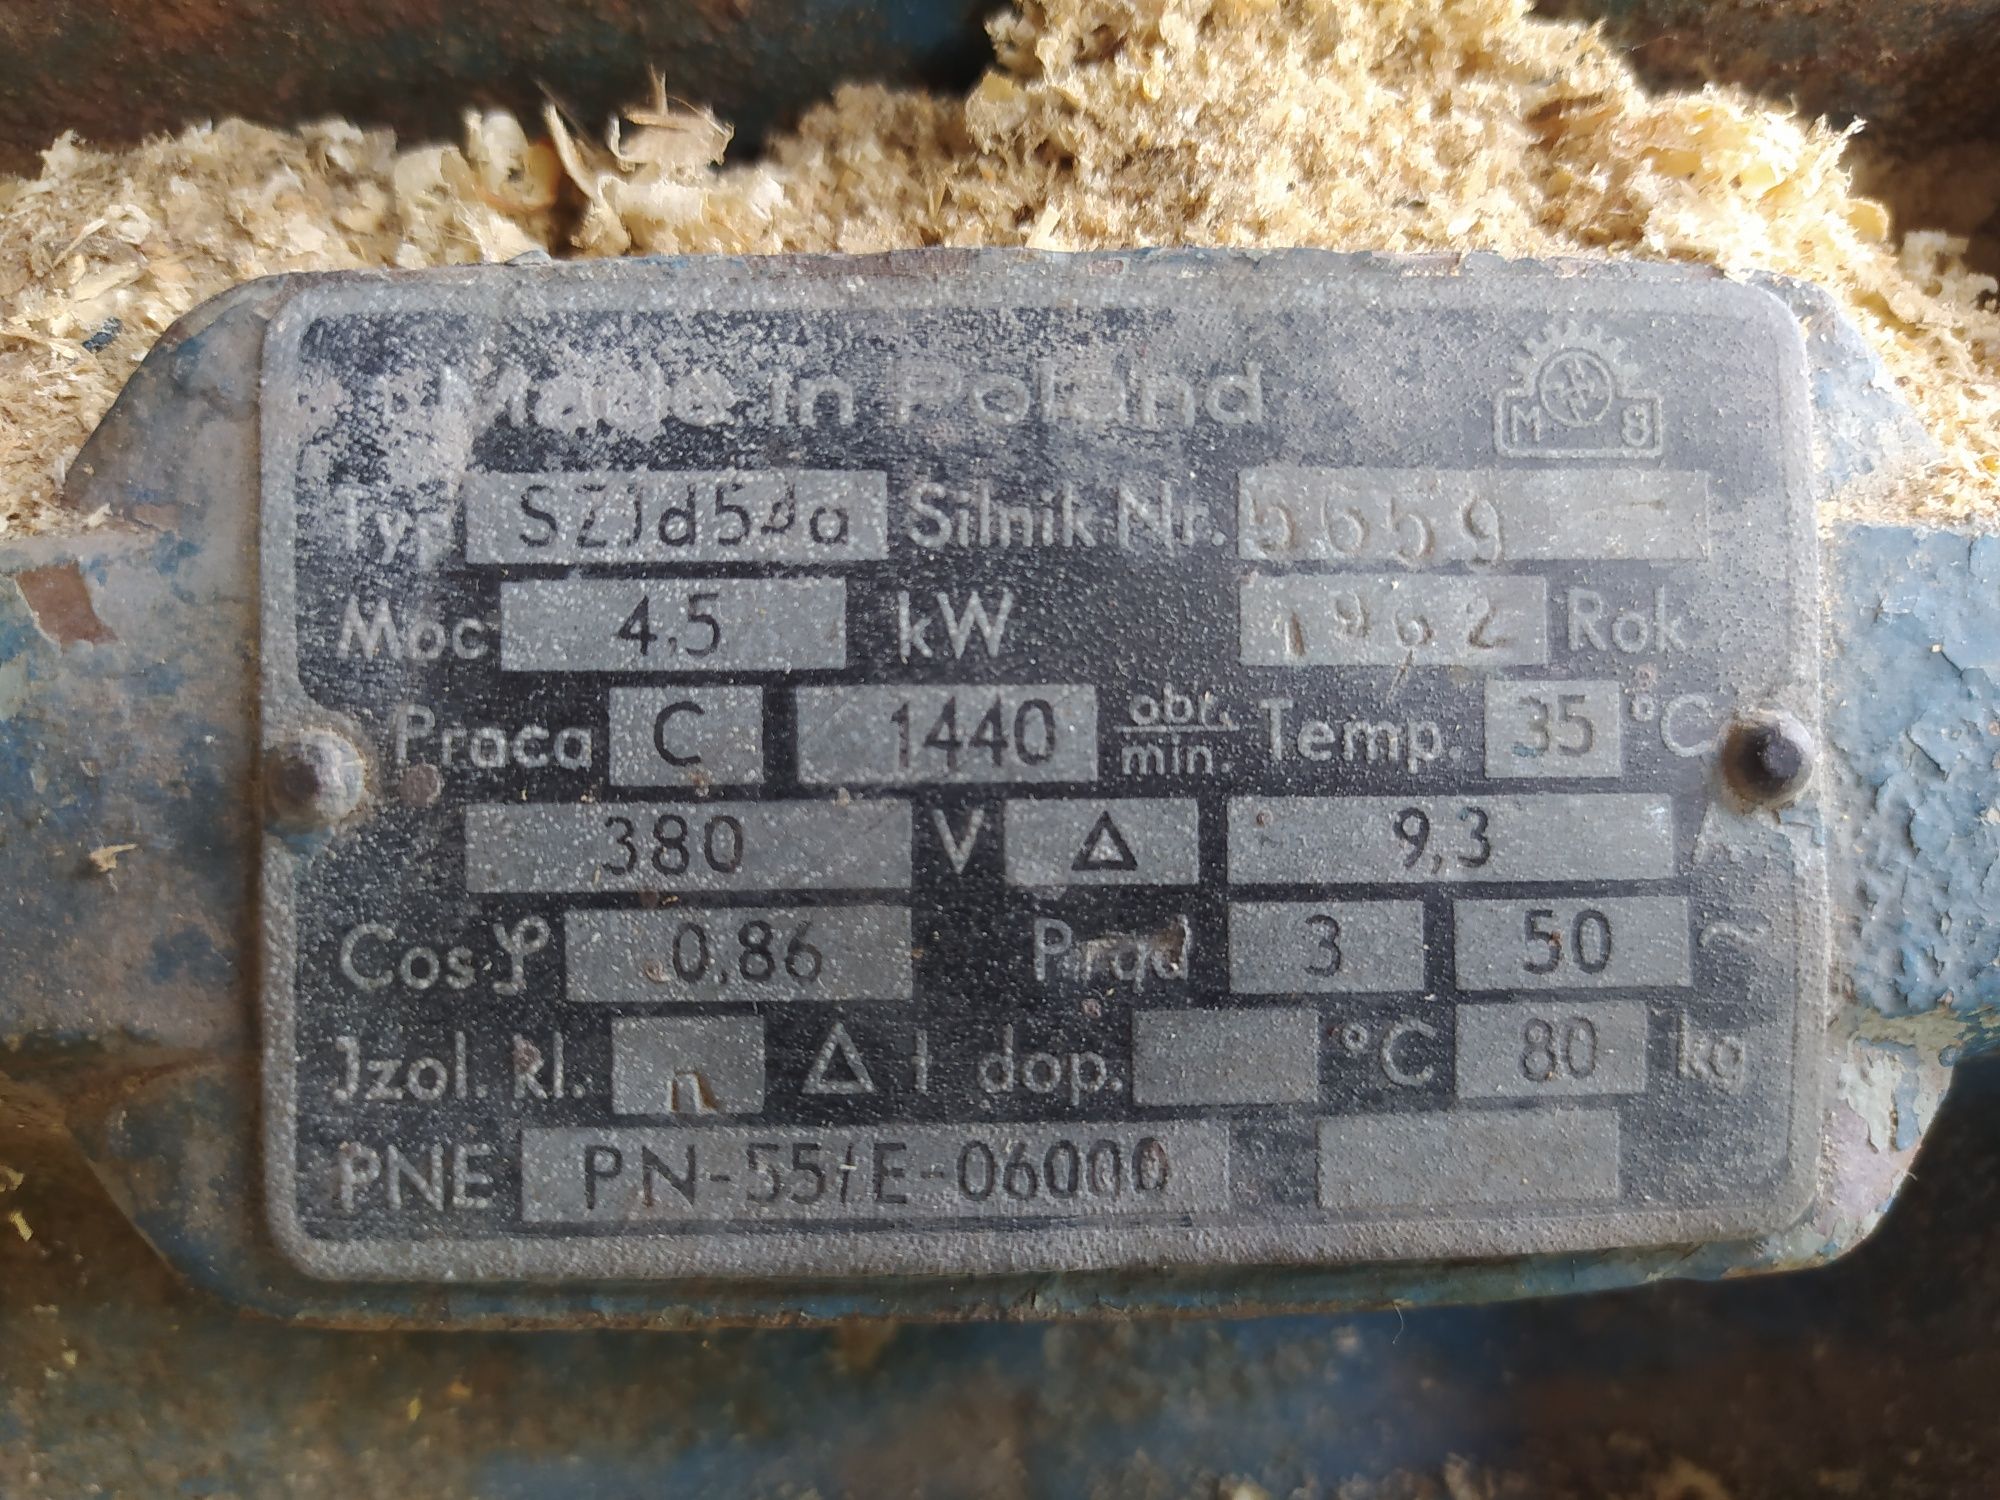 Made in Poland
M 8
Typ SZJd54a Silnik Nr. 5659
Moc 4,5 kW 1962 Rok
Praca C 1440 obr./min. Temp. 35 °C
380 V Δ 9,3 A
Cos φ 0,86 Prąd 3 50 ~
Jzol. kl. Δ t dop. °C 80 kg
PNE PN-55/E-06000